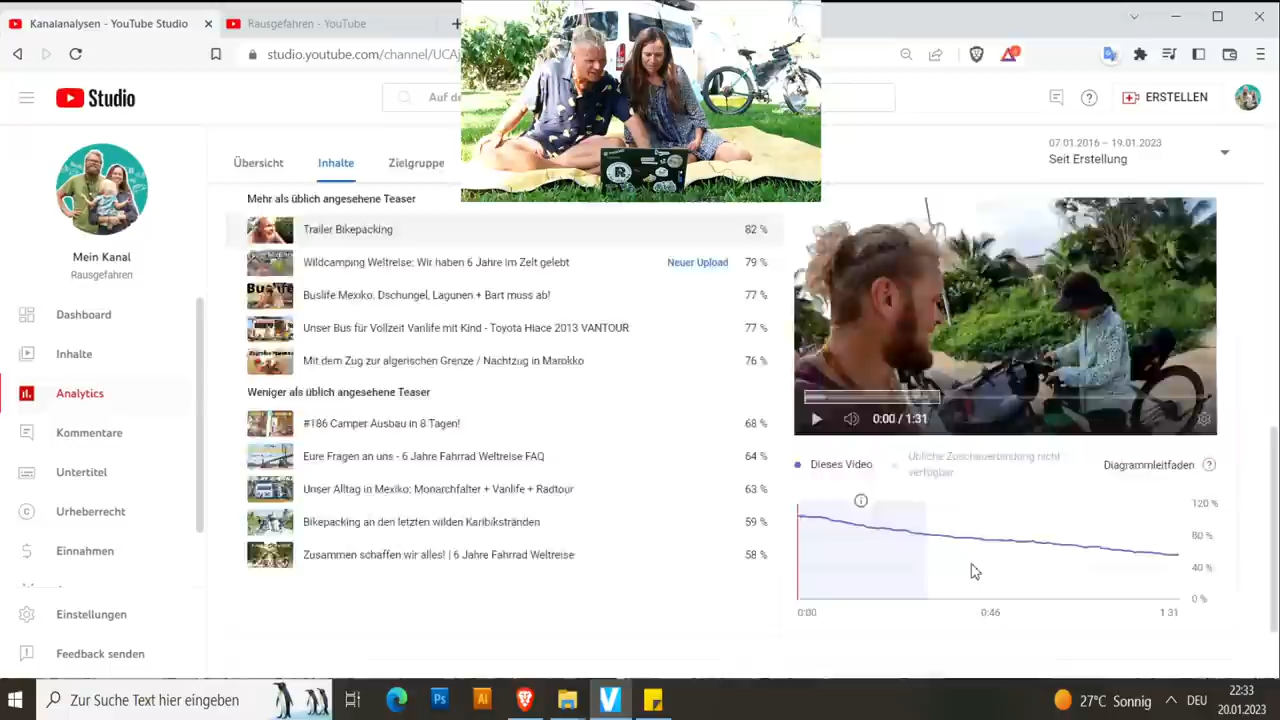 Kanalanalysen - YouTube Studio
Rausgefahren - YouTube
studio.youtube.com/channel/UCAj
Studio
Auf de
ERSTELLEN
Mein Kanal
Rausgefahren
Dashboard
Inhalte
Analytics
Kommentare
Untertitel
Urheberrecht
Einnahmen
Einstellungen
Feedback senden
Übersicht
Inhalte
Zielgruppe
07.01.2016 – 19.01.2023
Seit Erstellung
Mehr als üblich angesehene Teaser
Trailer Bikepacking 82 %
Wildcamping Weltreise: Wir haben 6 Jahre im Zelt gelebt Neuer Upload 79 %
Buslife Mexiko: Dschungel, Lagunen + Bart muss ab! 77 %
Unser Bus für Vollzeit Vanlife mit Kind - Toyota Hiace 2013 VANTOUR 77 %
Mit dem Zug zur algerischen Grenze / Nachtzug in Marokko 76 %
Weniger als üblich angesehene Teaser
#186 Camper Ausbau in 8 Tagen! 68 %
Eure Fragen an uns - 6 Jahre Fahrrad Weltreise FAQ 64 %
Unser Alltag in Mexiko: Monarchfalter + Vanlife + Radtour 63 %
Bikepacking an den letzten wilden Karibikstränden 59 %
Zusammen schaffen wir alles! | 6 Jahre Fahrrad Weltreise 58 %
0:00 / 1:31
Dieses Video
Übliche Zuschauerbindung nicht
verfügbar
Diagrammleitfaden
120 %
80 %
40 %
0 %
0:00
0:46
1:31
Zur Suche Text hier eingeben
27°C Sonnig
DEU
22:33
20.01.2023